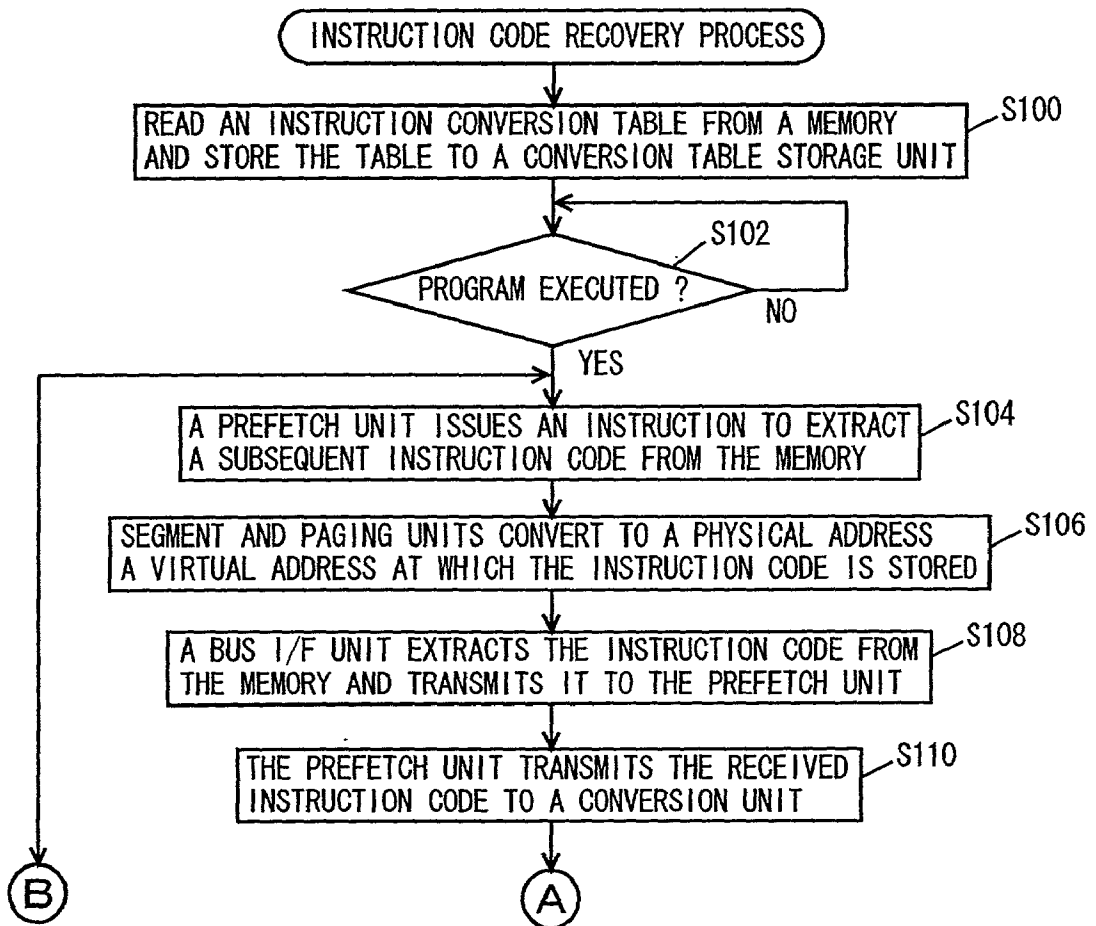 INSTRUCTION CODE RECOVERY PROCESS
S100
READ AN INSTRUCTION CONVERSION TABLE FROM A MEMORY
AND STORE THE TABLE TO A CONVERSION TABLE STORAGE UNIT
S102
PROGRAM EXECUTED ?
NO
YES
S104
A PREFETCH UNIT ISSUES AN INSTRUCTION TO EXTRACT
A SUBSEQUENT INSTRUCTION CODE FROM THE MEMORY
S106
SEGMENT AND PAGING UNITS CONVERT TO A PHYSICAL ADDRESS
A VIRTUAL ADDRESS AT WHICH THE INSTRUCTION CODE IS STORED
S108
A BUS I/F UNIT EXTRACTS THE INSTRUCTION CODE FROM
THE MEMORY AND TRANSMITS IT TO THE PREFETCH UNIT
S110
THE PREFETCH UNIT TRANSMITS THE RECEIVED
INSTRUCTION CODE TO A CONVERSION UNIT
B
A